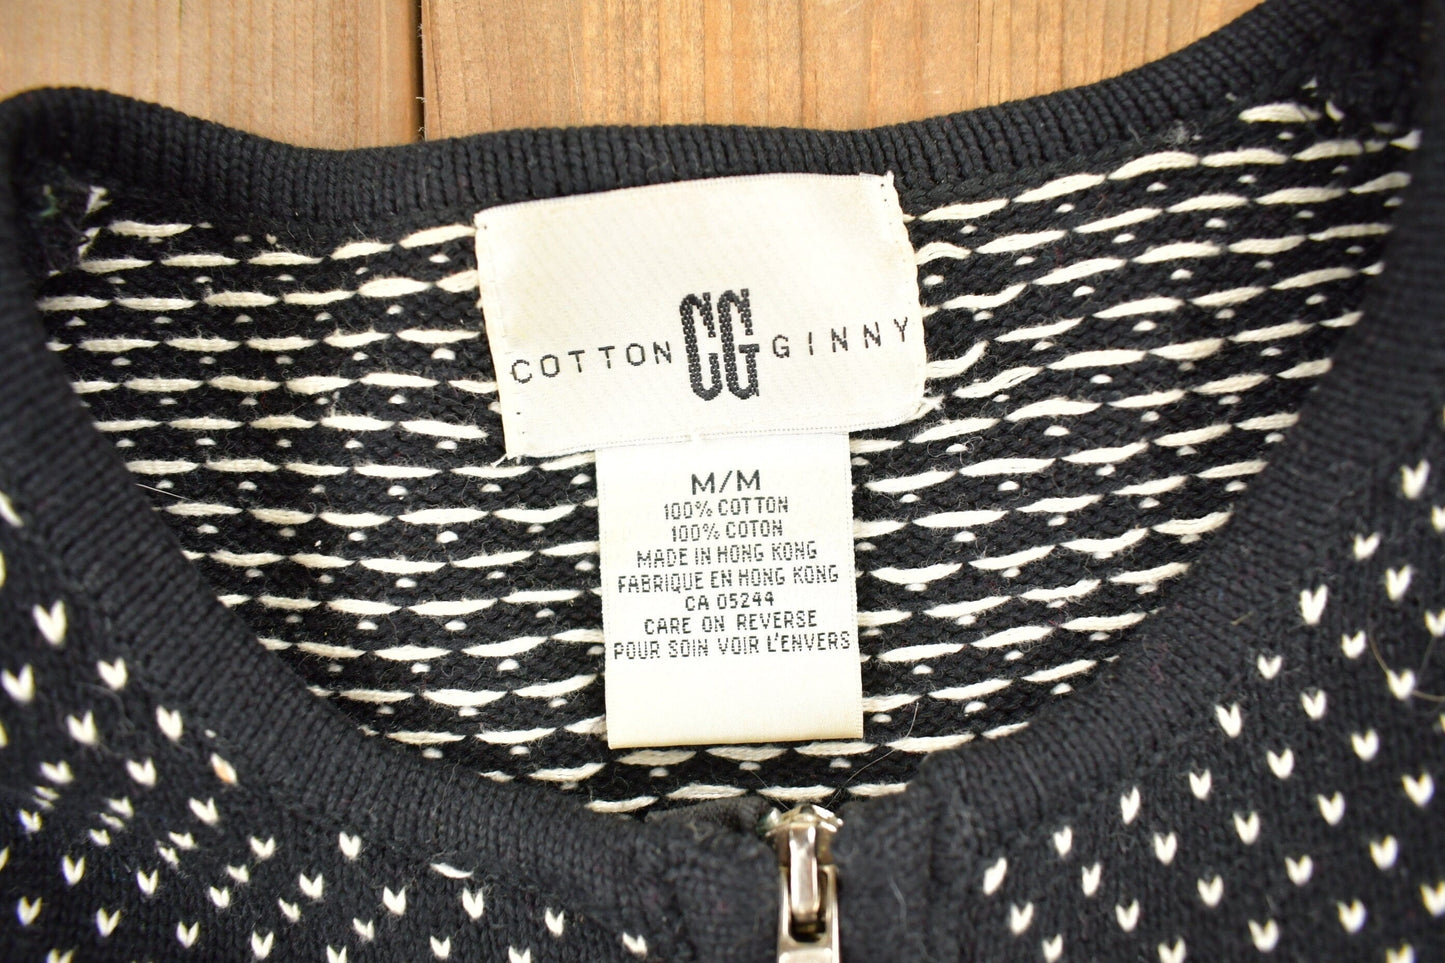 COTTON CG GINNY
M/M
100% COTTON
100% COTON
MADE IN HONG KONG
FABRIQUE EN HONG KONG
CA 05244
CARE ON REVERSE
POUR SOIN VOIR L'ENVERS